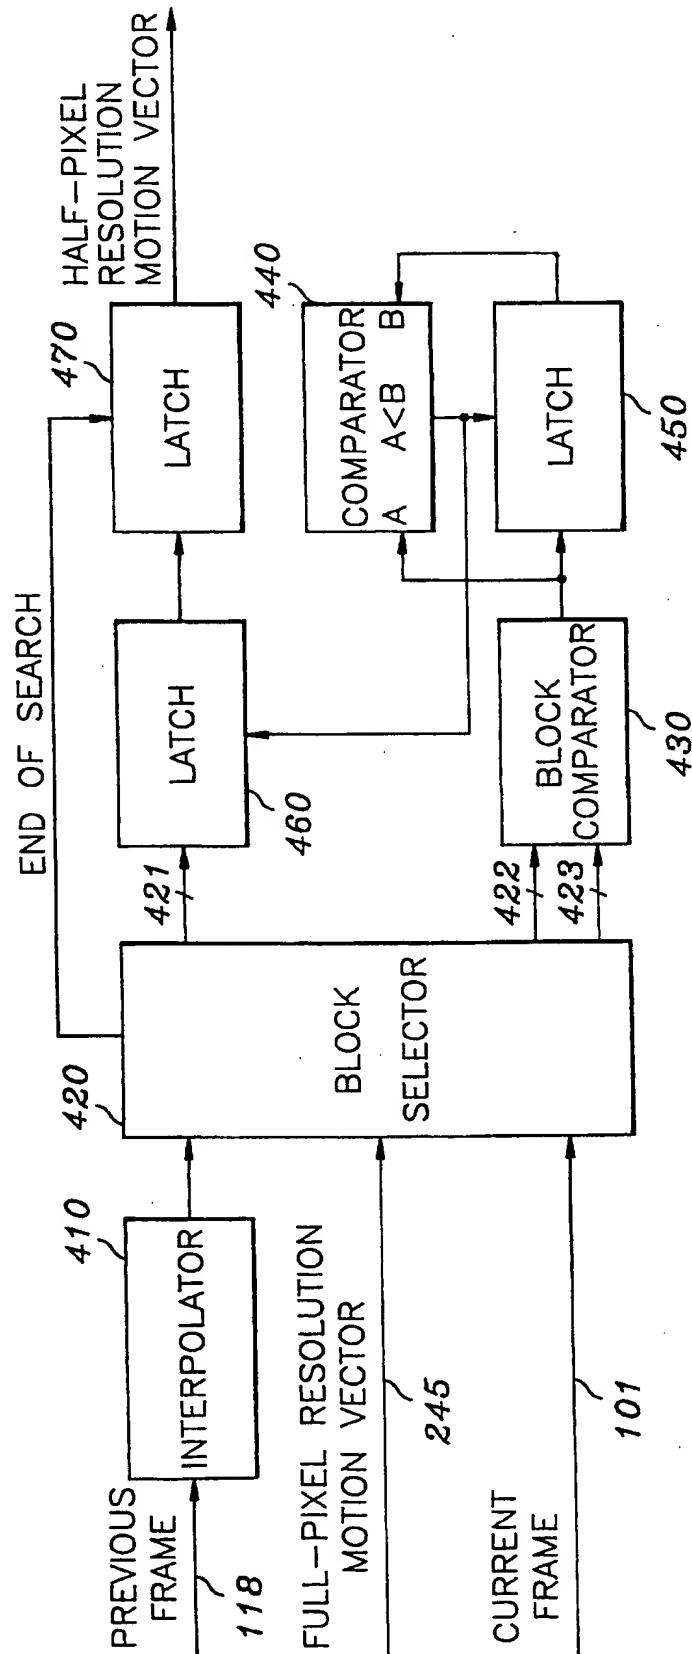 PREVIOUS
FRAME
118
INTERPOLATOR
410
FULL-PIXEL RESOLUTION
MOTION VECTOR
245
CURRENT
FRAME
101
BLOCK
SELECTOR
420
END OF SEARCH
421
422
423
LATCH
460
BLOCK
COMPARATOR
430
LATCH
470
COMPARATOR
A A<B B
440
LATCH
450
HALF-PIXEL
RESOLUTION
MOTION VECTOR